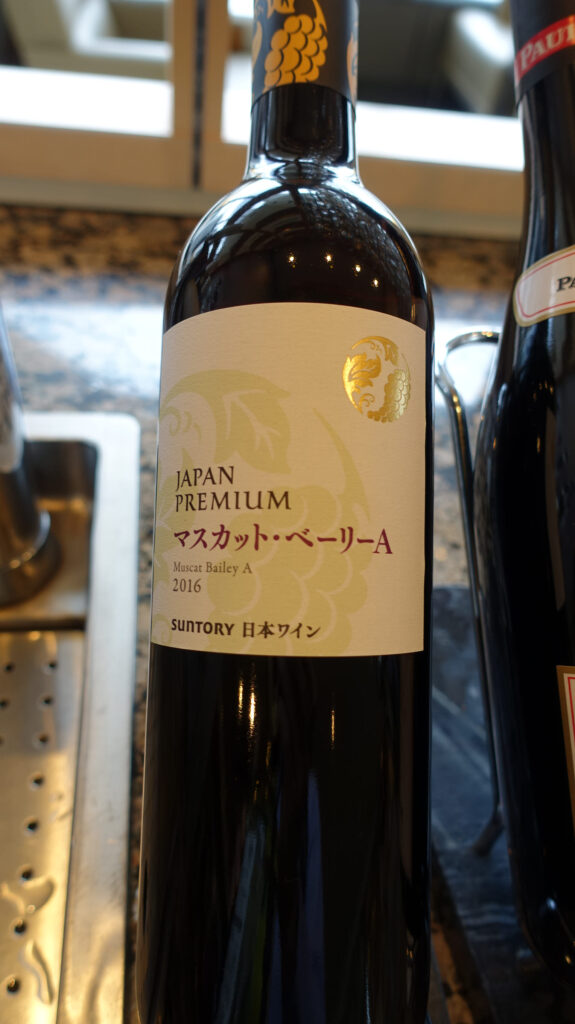 JAPAN
PREMIUM
マスカット・ベーリーA
Muscat Bailey A
2016
SUNTORY 日本ワイン